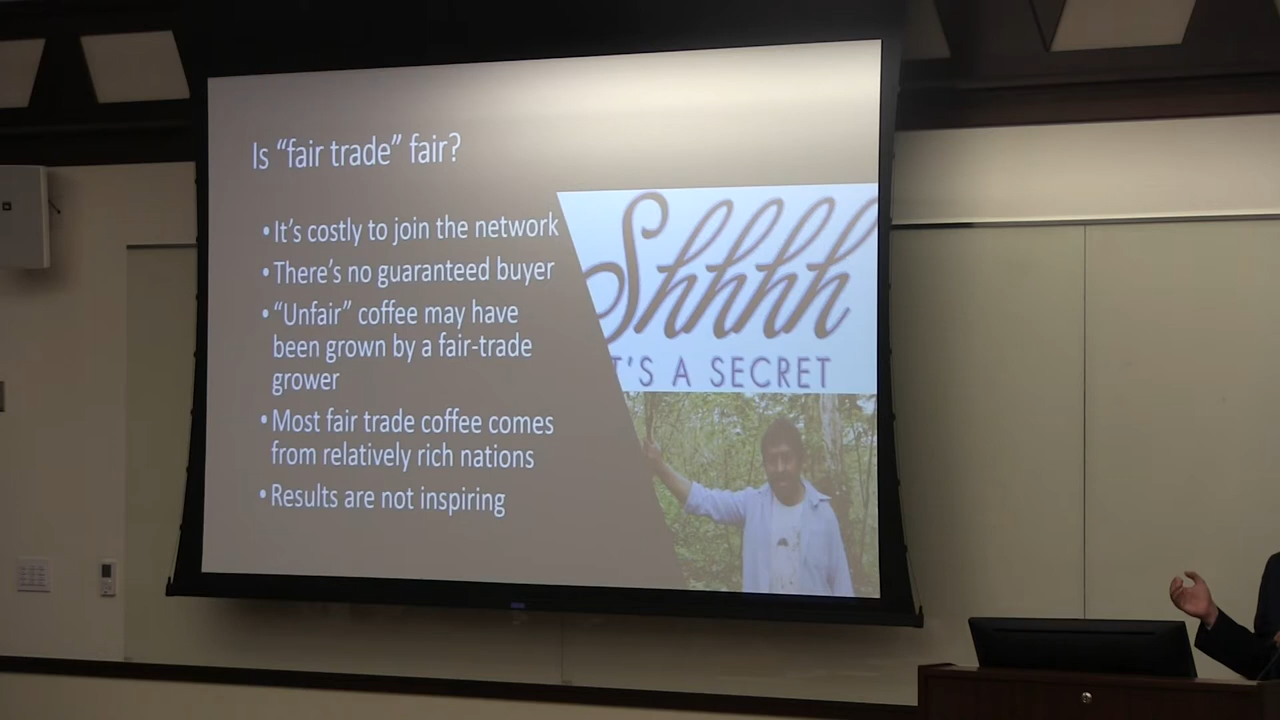 Is “fair trade” fair?
• It’s costly to join the network
• There’s no guaranteed buyer
• “Unfair” coffee may have
been grown by a fair-trade
grower
• Most fair trade coffee comes
from relatively rich nations
• Results are not inspiring
Shhhh
T’S A SECRET